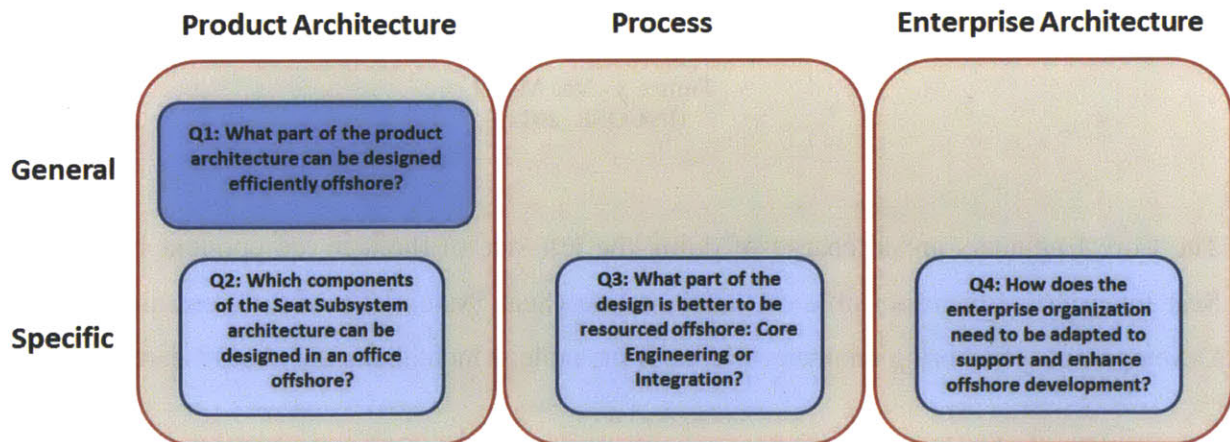 Product Architecture
Process
Enterprise Architecture
General
Q1: What part of the product
architecture can be designed
efficiently offshore?
Specific
Q2: Which components
of the Seat Subsystem
architecture can be
designed in an office
offshore?
Q3: What part of the
design is better to be
resourced offshore: Core
Engineering or
Integration?
Q4: How does the
enterprise organization
need to be adapted to
support and enhance
offshore development?